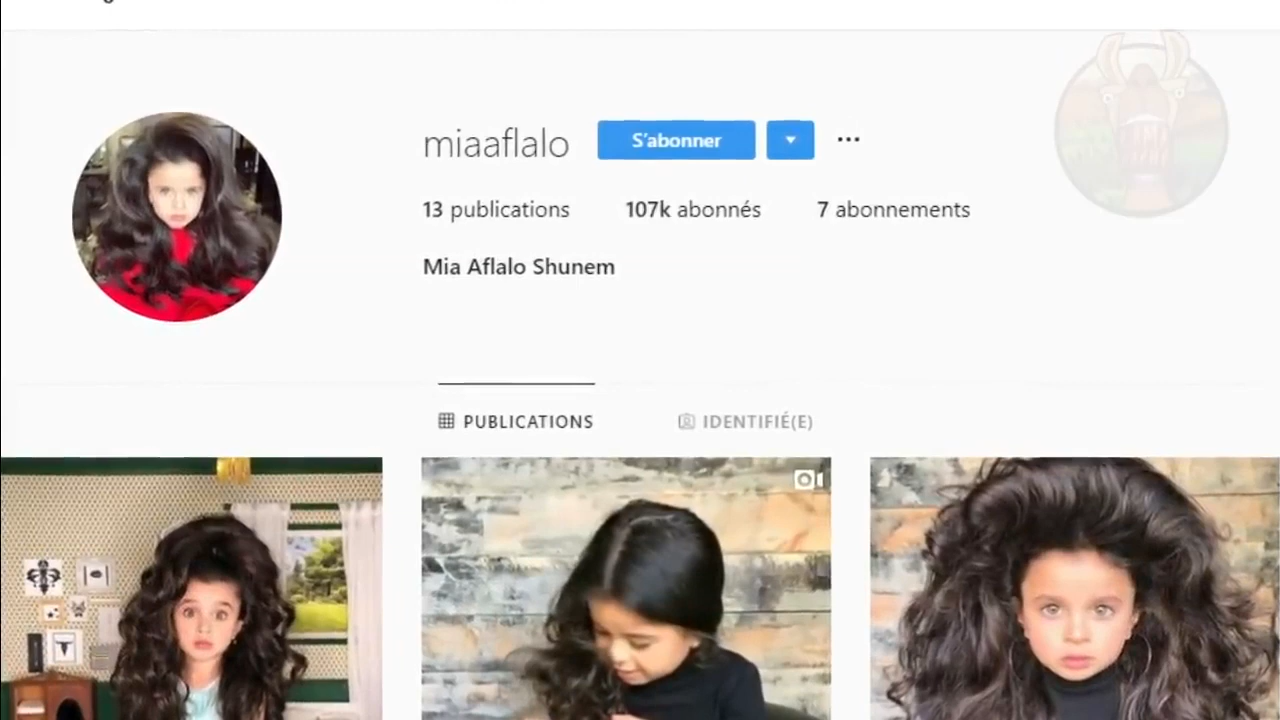 miaaflalo S'abonner
13 publications 107k abonnés 7 abonnements
Mia Aflalo Shunem
PUBLICATIONS IDENTIFIÉ(E)